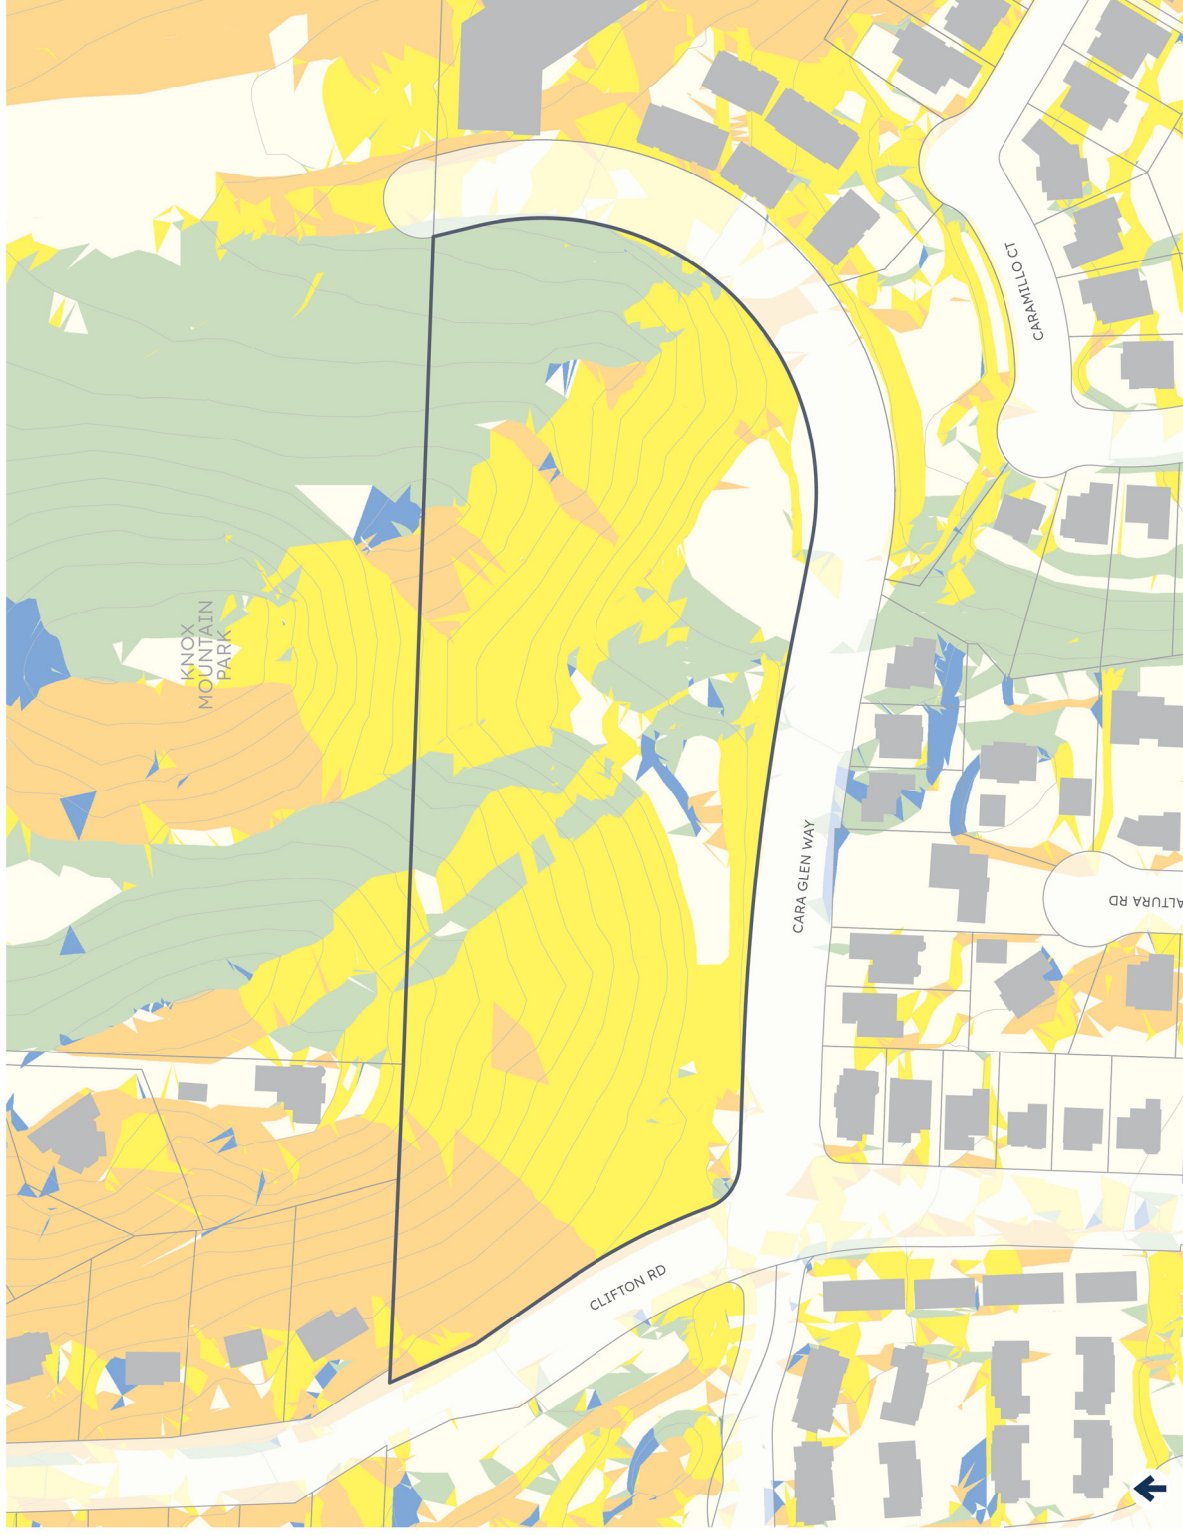 CARAMILLO CT
KNOX
MOUNTAIN
PARK
CARA GLEN WAY
ALTURA RD
CLIFTON RD